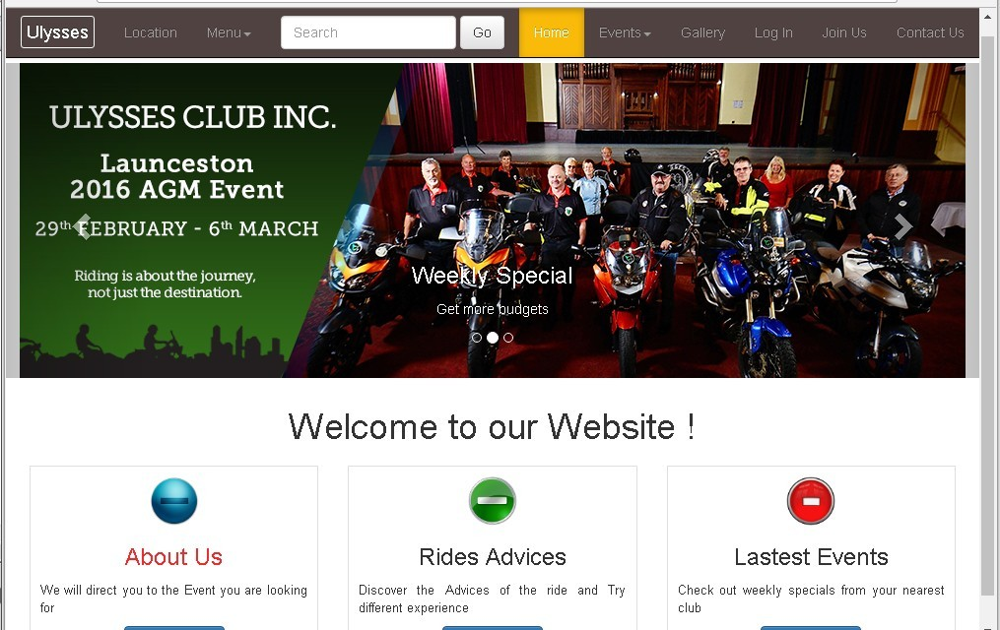 Ulysses
Location
Menu
Search
Go
Home
Events
Gallery
Log In
Join Us
Contact Us
ULYSSES CLUB INC.
Launceston
2016 AGM Event
29th FEBRUARY - 6th MARCH
Riding is about the journey,
not just the destination.
Weekly Special
Get more budgets
Welcome to our Website !
About Us
We will direct you to the Event you are looking
for
Rides Advices
Discover the Advices of the ride and Try
different experience
Lastest Events
Check out weekly specials from your nearest
club